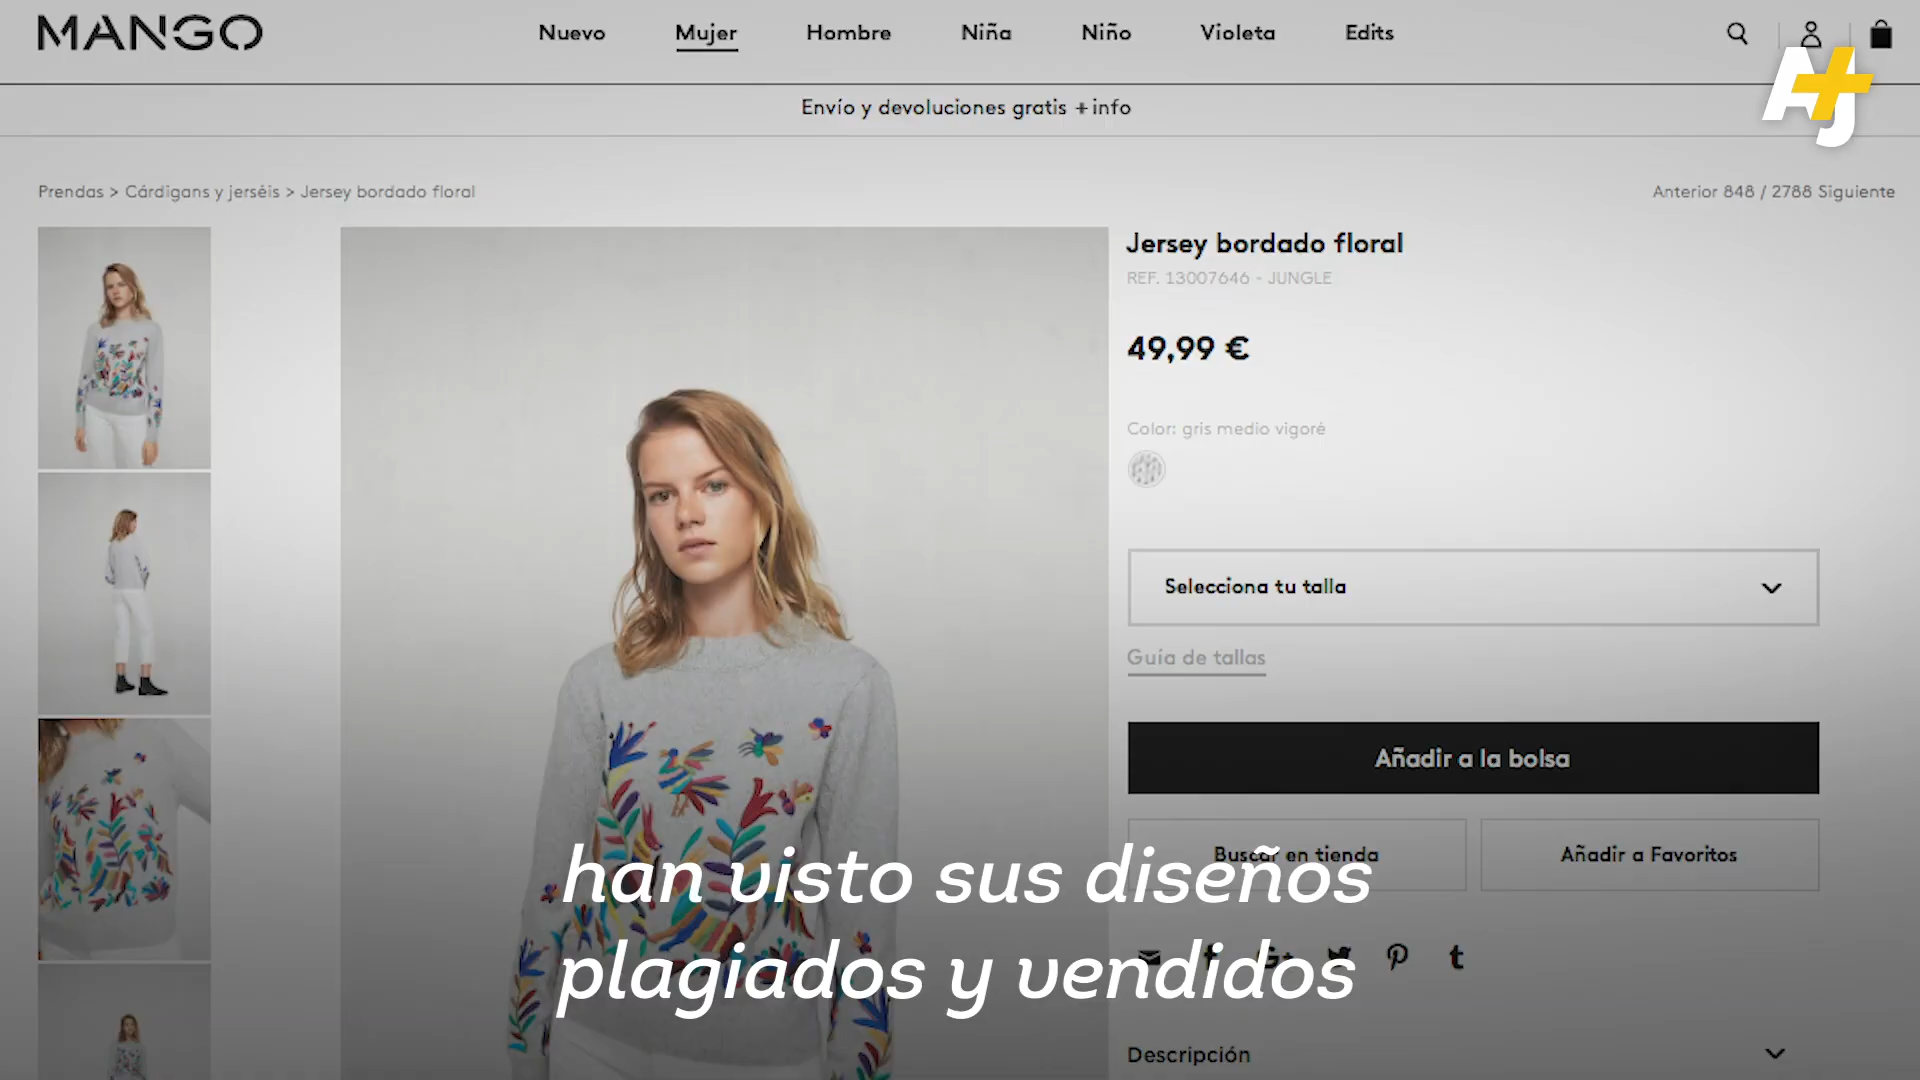 MANGO
Nuevo Mujer Hombre Niña Niño Violeta Edits
AJ+
Envío y devoluciones gratis +info
Prendas > Cárdigans y jerséis > Jersey bordado floral
Anterior 848 / 2788 Siguiente
Jersey bordado floral
REF. 13007646 - JUNGLE
49,99 €
Color: gris medio vigoré
Selecciona tu talla
Guía de tallas
Añadir a la bolsa
Buscar en tienda
Añadir a Favoritos
han visto sus diseños
plagiados y vendidos
Descripción